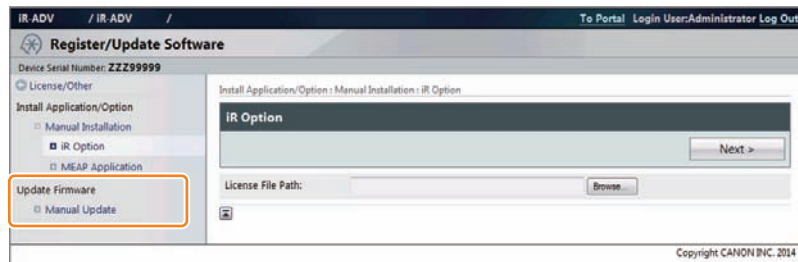 iR-ADV / iR-ADV / To Portal Login User:Administrator Log Out
Register/Update Software
Device Serial Number: ZZZ99999
License/Other
Install Application/Option
Manual Installation
iR Option
MEAP Application
Update Firmware
Manual Update
Install Application/Option : Manual Installation : iR Option
iR Option
Next >
License File Path:
Browse...
Copyright CANON INC. 2014